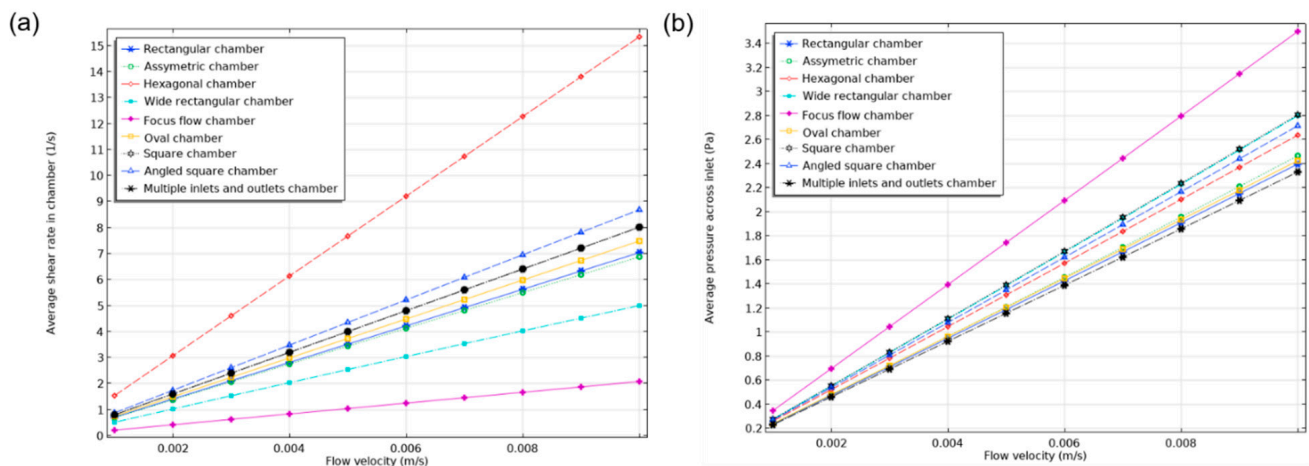 (a)
Average shear rate in chamber (1/s)
15
14
13
12
11
10
9
8
7
6
5
4
3
2
1
0
Rectangular chamber
Assymetric chamber
Hexagonal chamber
Wide rectangular chamber
Focus flow chamber
Oval chamber
Square chamber
Angled square chamber
Multiple inlets and outlets chamber
0.002 0.004 0.006 0.008
Flow velocity (m/s)
(b)
Average pressure across inlet (Pa)
3.4
3.2
3
2.8
2.6
2.4
2.2
2
1.8
1.6
1.4
1.2
1
0.8
0.6
0.4
0.2
Rectangular chamber
Assymetric chamber
Hexagonal chamber
Wide rectangular chamber
Focus flow chamber
Oval chamber
Square chamber
Angled square chamber
Multiple inlets and outlets chamber
0.002 0.004 0.006 0.008
Flow velocity (m/s)